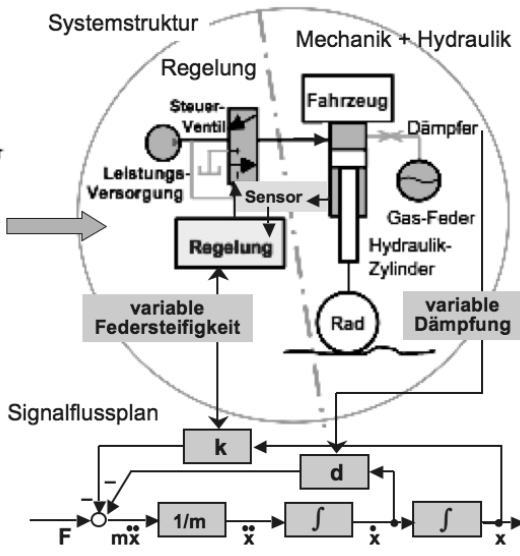 Systemstruktur
Mechanik + Hydraulik
Regelung
Fahrzeug
Steuer-
Ventil
Dämpfer
Leistungs-
Versorgung
Sensor
Gas-Feder
Regelung
Hydraulik-
Zylinder
variable
Federsteifigkeit
Rad
variable
Dämpfung
Signalflussplan
k
d
F
mẍ
1/m
ẍ
∫
ẋ
∫
x